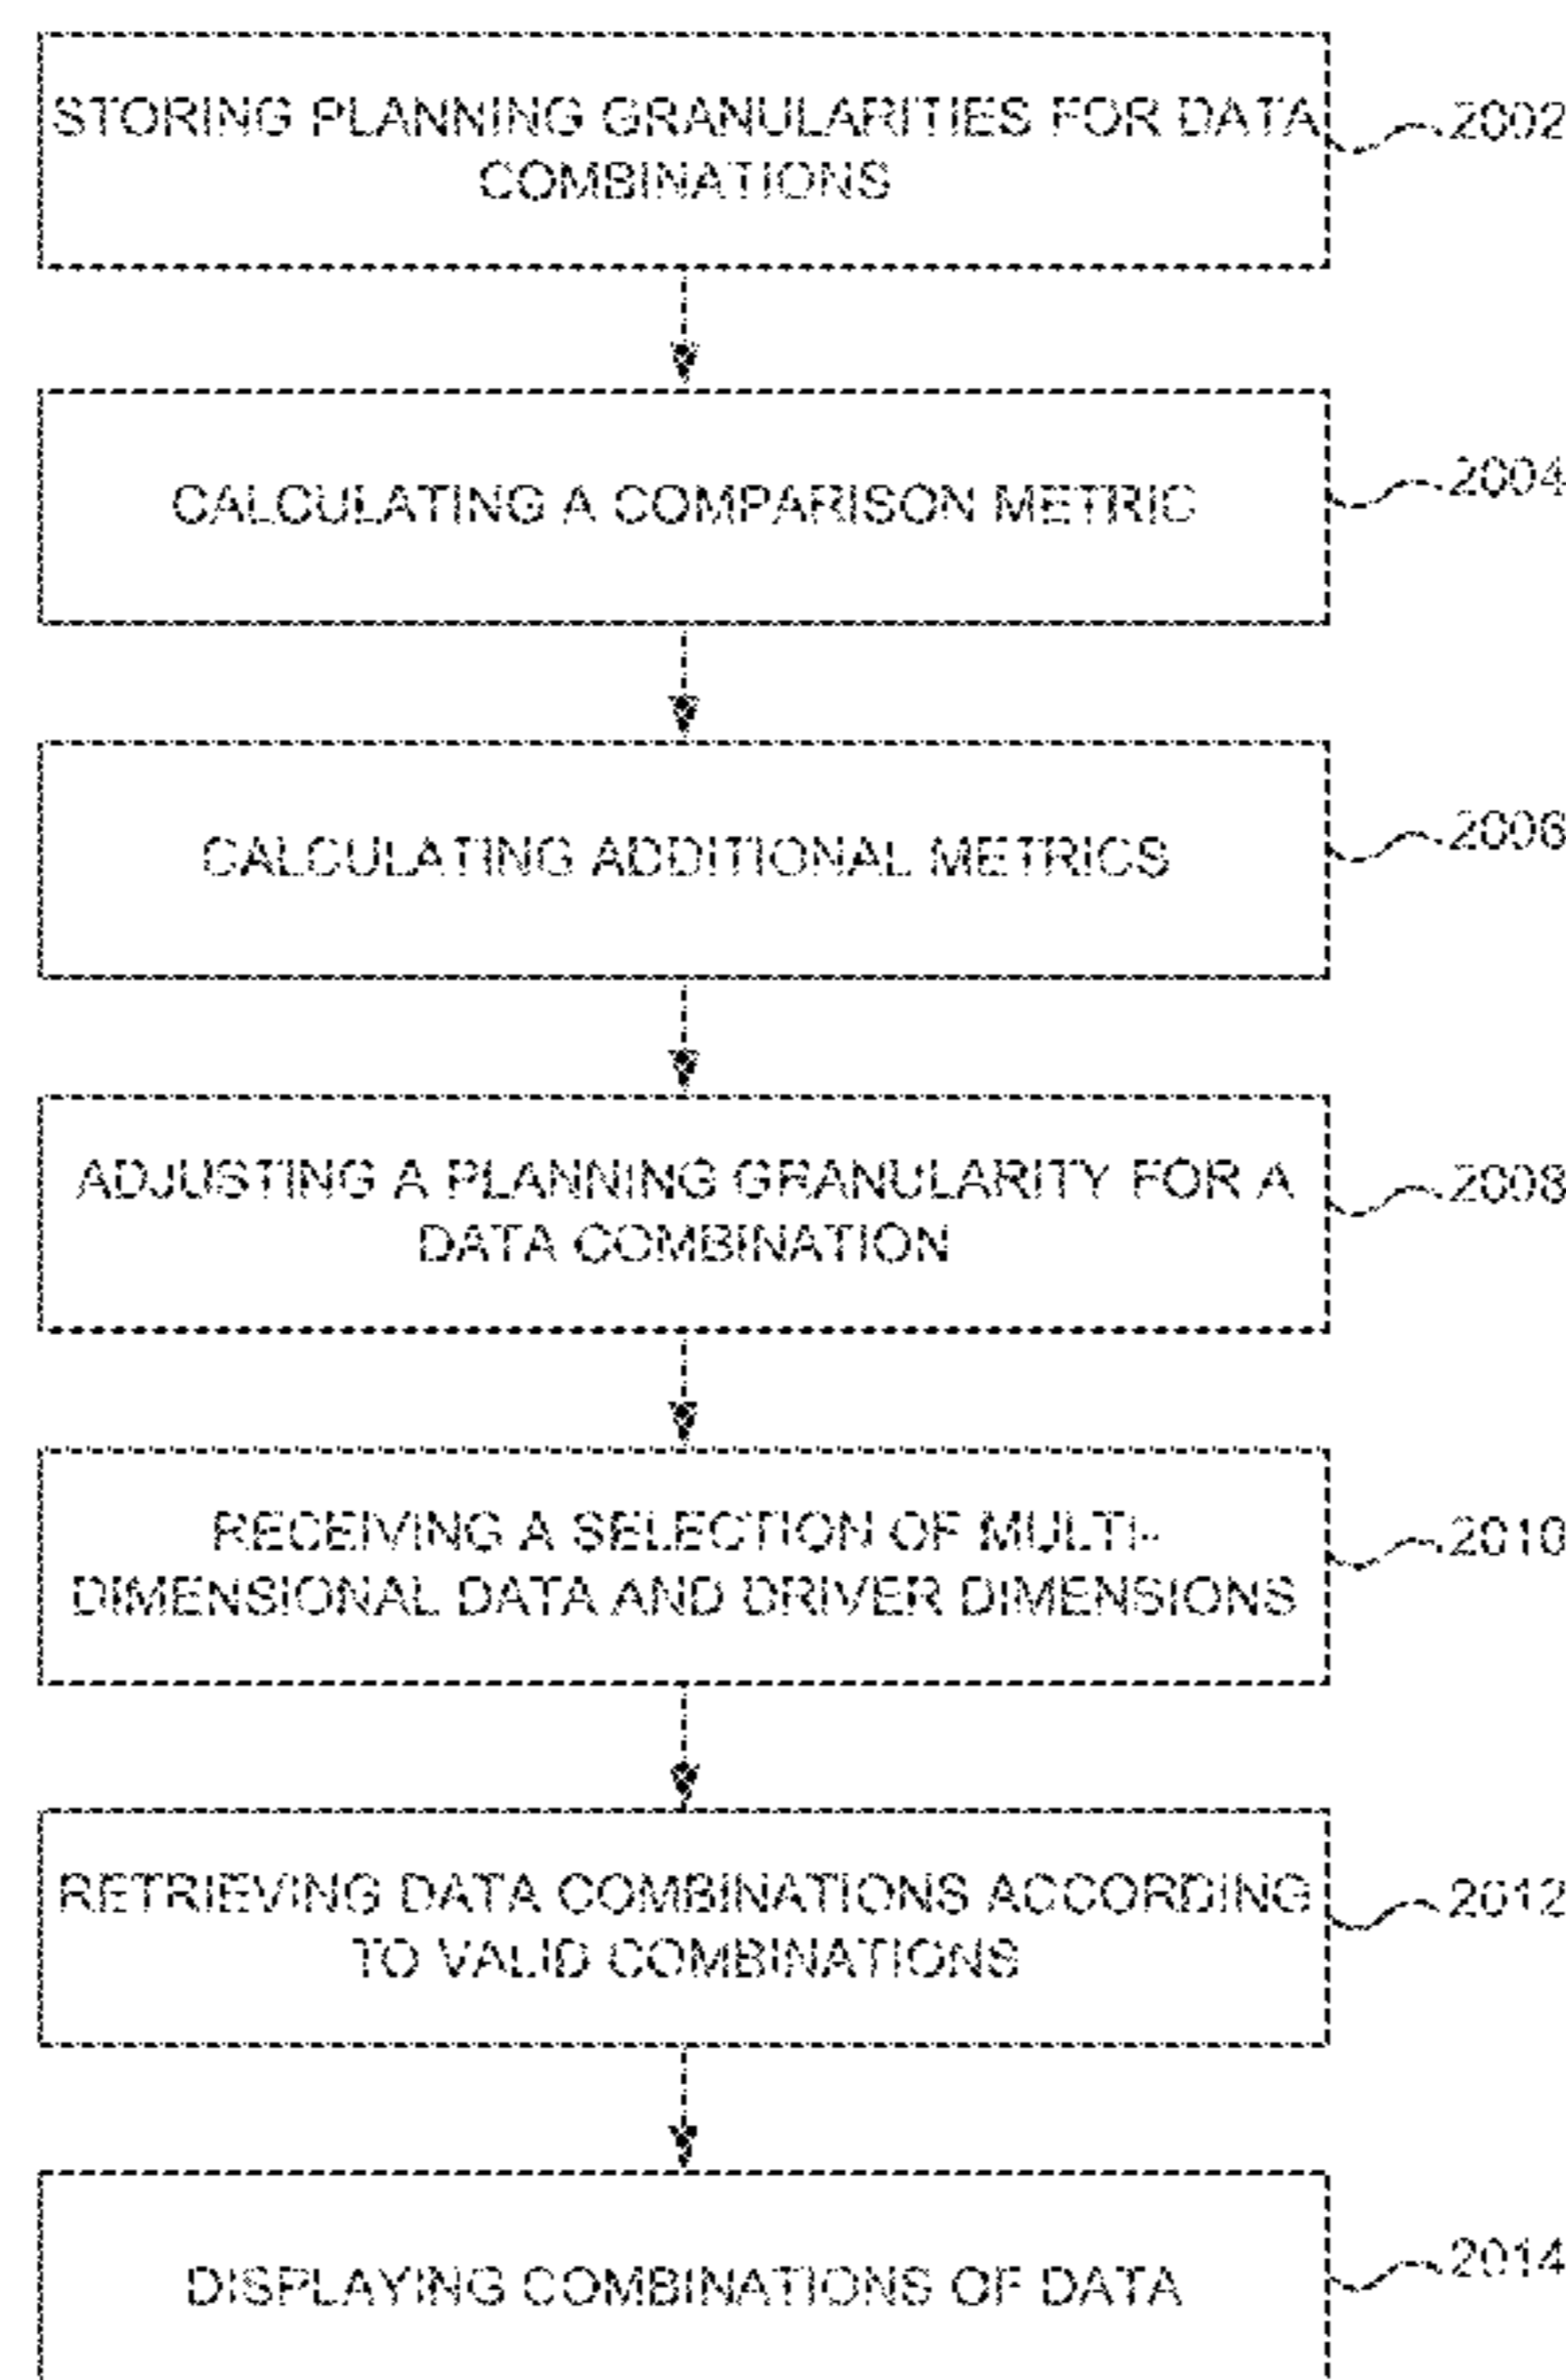 STORING PLANNING GRANULARITIES FOR DATA
COMBINATIONS
2002
CALCULATING A COMPARISON METRIC
2004
CALCULATING ADDITIONAL METRICS
2006
ADJUSTING A PLANNING GRANULARITY FOR A
DATA COMBINATION
2008
RECEIVING A SELECTION OF MULTI-
DIMENSIONAL DATA AND DRIVER DIMENSIONS
2010
RETRIEVING DATA COMBINATIONS ACCORDING
TO VALID COMBINATIONS
2012
DISPLAYING COMBINATIONS OF DATA
2014